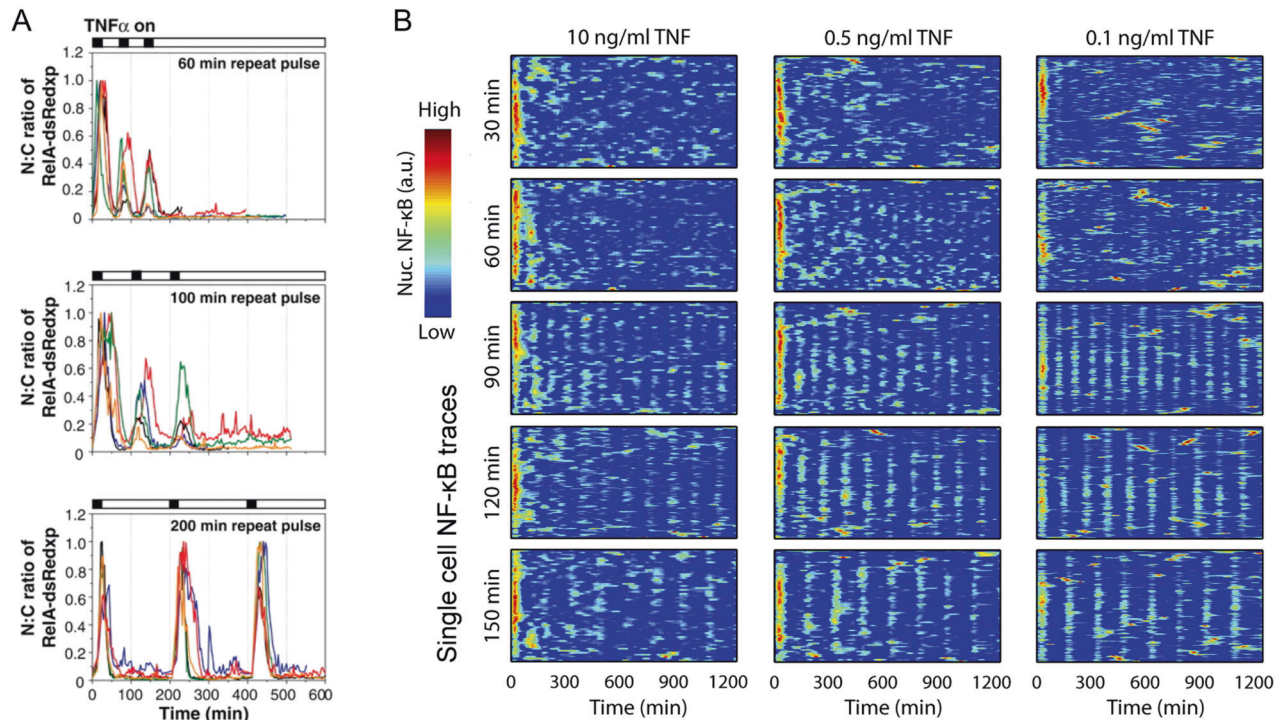 A
TNFα on
60 min repeat pulse
1.2
1.0
0.8
0.6
0.4
0.2
0
N:C ratio of
RelA-dsRedxp
100 min repeat pulse
1.2
1.0
0.8
0.6
0.4
0.2
0
N:C ratio of
RelA-dsRedxp
200 min repeat pulse
1.2
1.0
0.8
0.6
0.4
0.2
0
N:C ratio of
RelA-dsRedxp
0 100 200 300 400 500 600
Time (min)
B
High
Nuc. NF-κB (a.u.)
Low
Single cell NF-κB traces
10 ng/ml TNF 0.5 ng/ml TNF 0.1 ng/ml TNF
30 min
60 min
90 min
120 min
150 min
0 300 600 900 1200 0 300 600 900 1200 0 300 600 900 1200
Time (min) Time (min) Time (min)